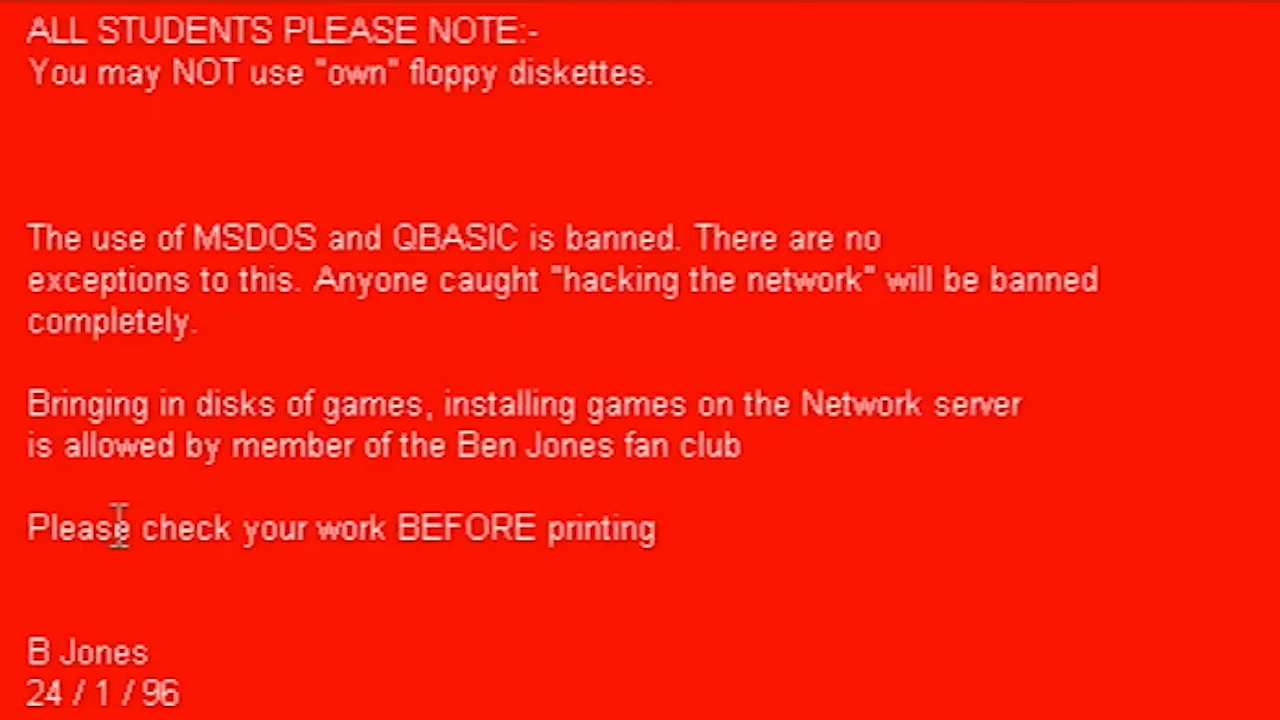 ALL STUDENTS PLEASE NOTE:-
You may NOT use "own" floppy diskettes.
The use of MSDOS and QBASIC is banned. There are no
exceptions to this. Anyone caught "hacking the network" will be banned
completely.
Bringing in disks of games, installing games on the Network server
is allowed by member of the Ben Jones fan club
Please check your work BEFORE printing
B Jones
24 / 1 / 96